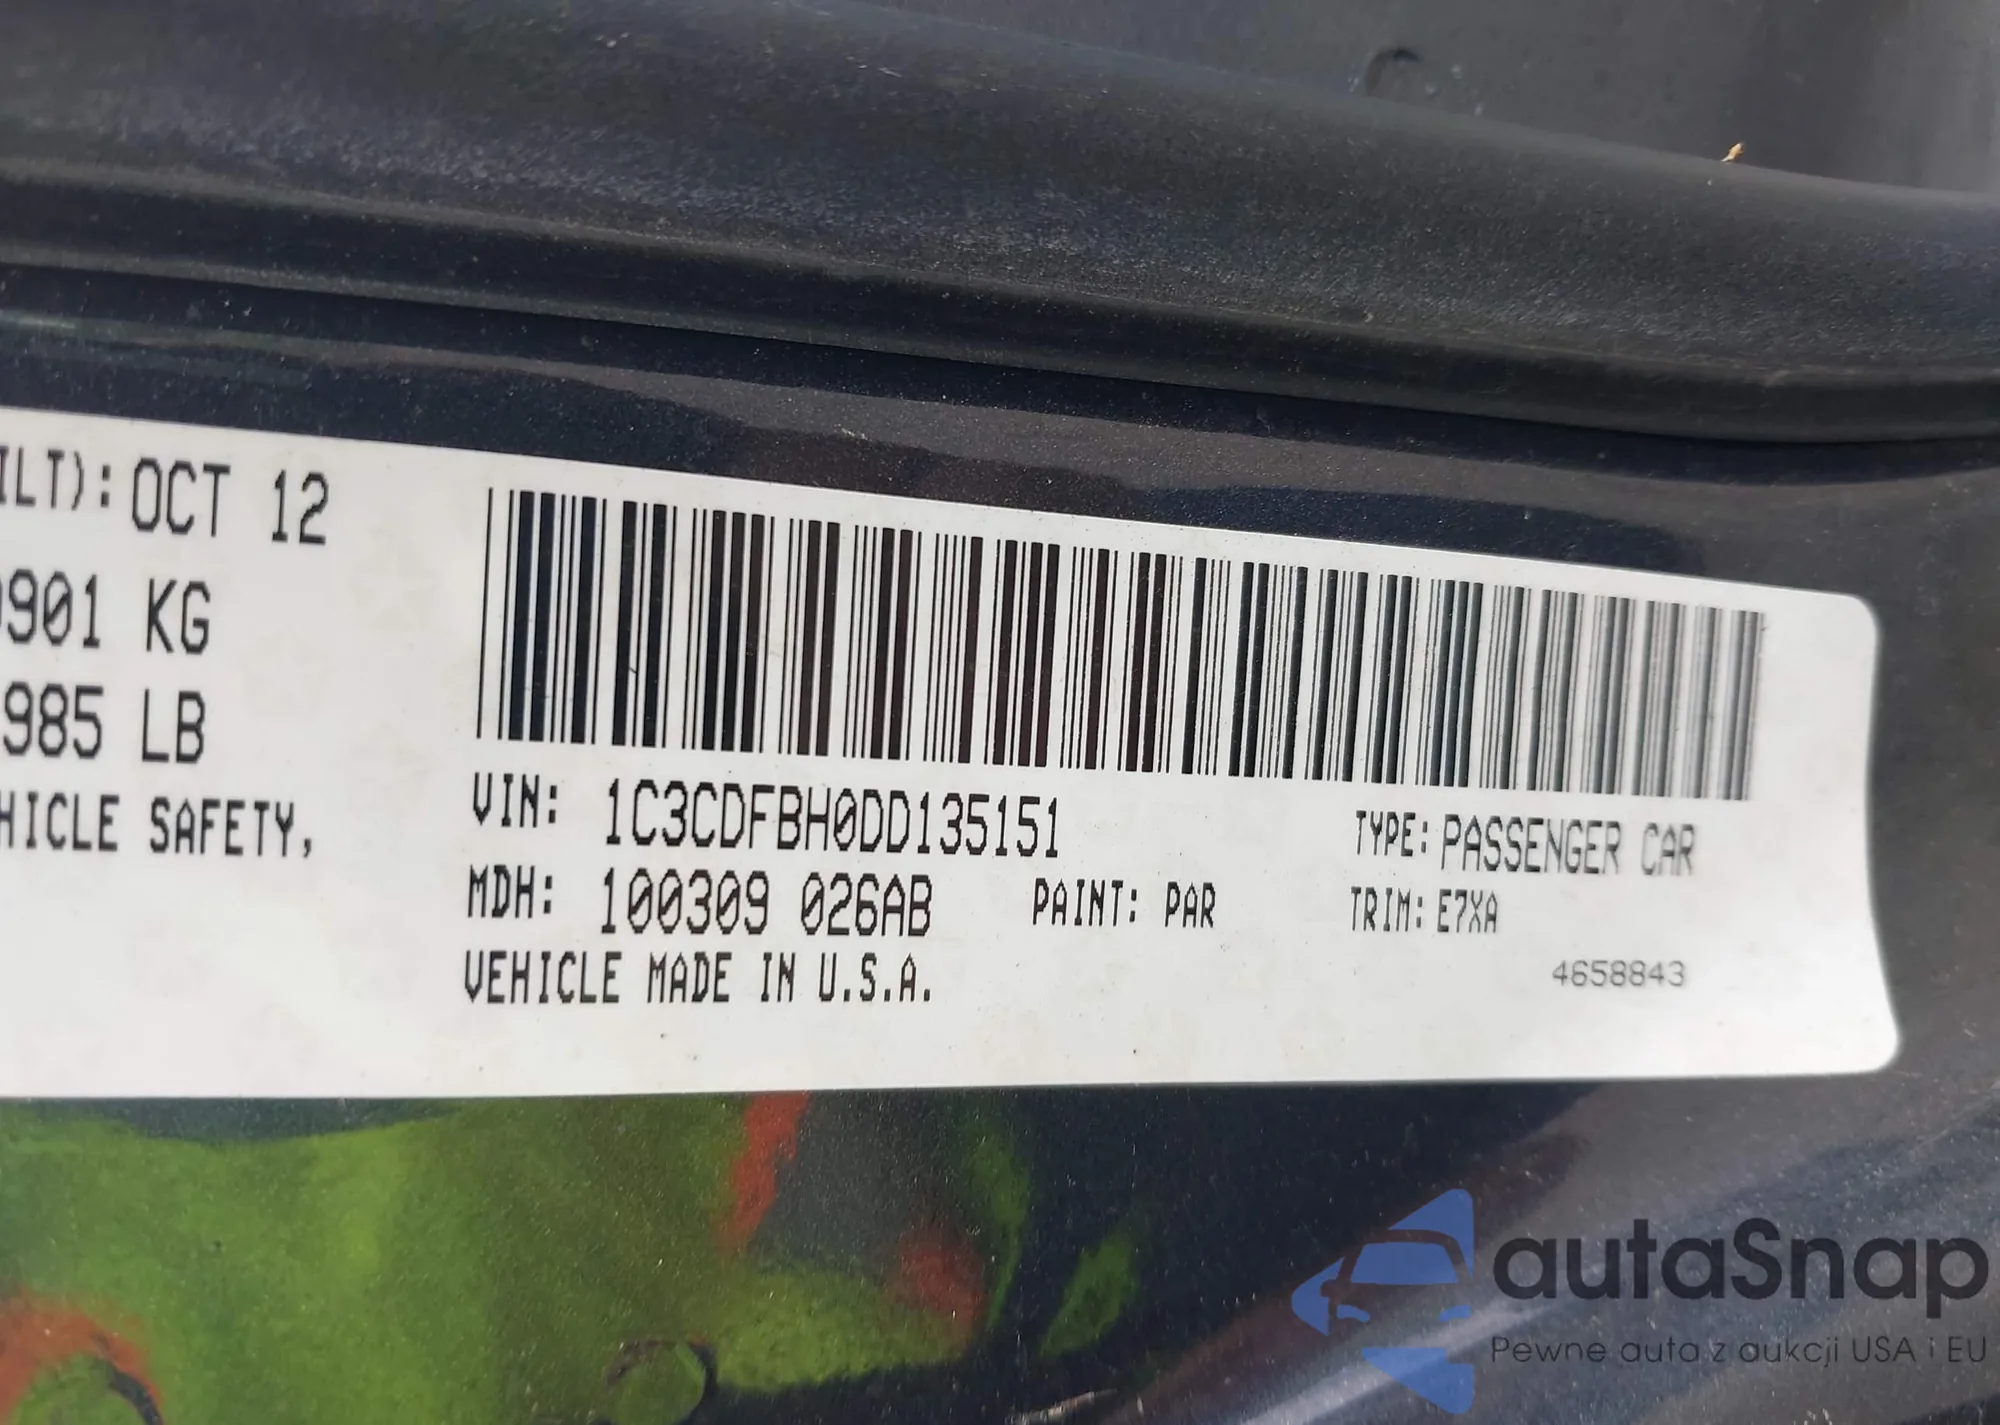 ILT): OCT 12
901 KG
985 LB
HICLE SAFETY,
VIN: 1C3CDFBH0DD135151
TYPE: PASSENGER CAR
MDH: 100309 026AB
PAINT: PAR
TRIM: E7XA
VEHICLE MADE IN U.S.A.
4658843
autaSnap
Pewne auta z aukcji USA i EU